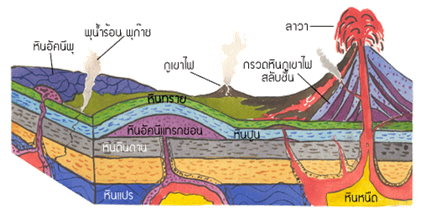 ลาวา
พุน้ำร้อน พุก๊าซ
หินอัคนีพุ
ภูเขาไฟ
กรวดหินภูเขาไฟ
สลับชั้น
หินทราย
หินอัคนีแทรกซอน
หินปูน
หินดินดาน
หินแปร
หินหนืด